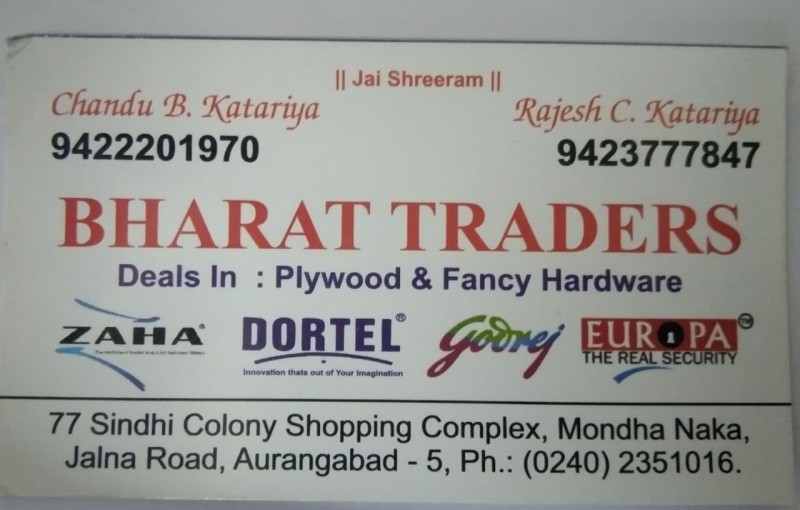 || Jai Shreeram ||
Chandu B. Katariya Rajesh C. Katariya
9422201970 9423777847
BHARAT TRADERS
Deals In : Plywood & Fancy Hardware
ZAHA DORTEL® Godrej EUROPA™
THE REAL SECURITY
Innovation thats out of Your Imagination
77 Sindhi Colony Shopping Complex, Mondha Naka,
Jalna Road, Aurangabad - 5, Ph.: (0240) 2351016.